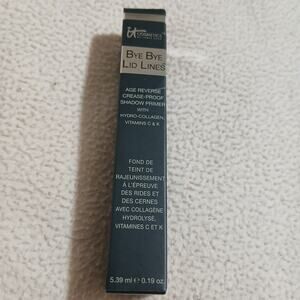 it COSMETICS
BYE BYE
LID LINES
AGE REVERSE
CREASE-PROOF
SHADOW PRIMER
WITH
HYDRO-COLLAGEN,
VITAMINS C & K
FOND DE
TEINT DE
RAJEUNISSEMENT
À L'ÉPREUVE
DES RIDES ET
DES CERNES
AVEC COLLAGÈNE
HYDROLYSE,
VITAMINES C ET K
5.39 ml e 0.19 oz.